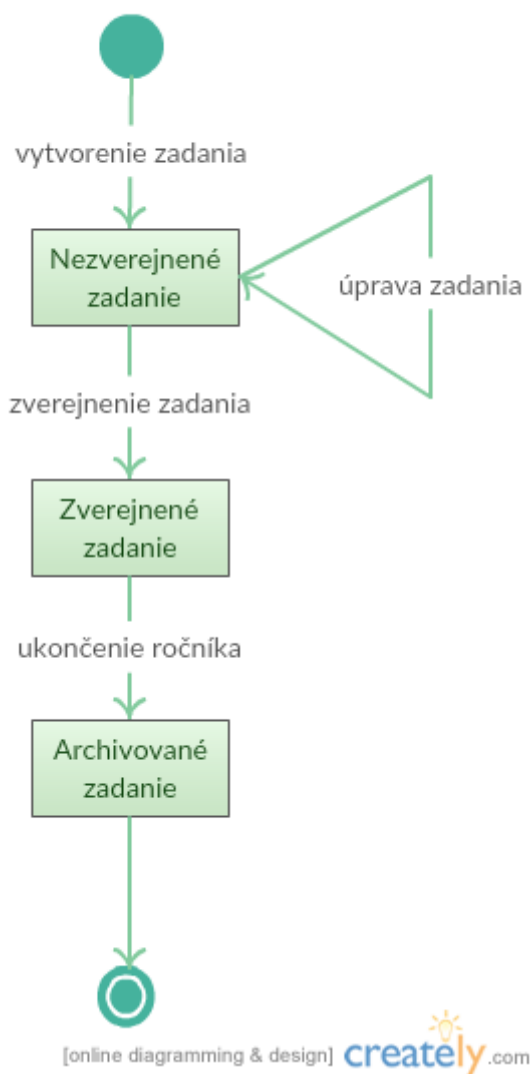 vytvorenie zadania
Nezverejnené
zadanie
úprava zadania
zverejnenie zadania
Zverejnené
zadanie
ukončenie ročníka
Archivované
zadanie
[online diagramming & design] creately.com